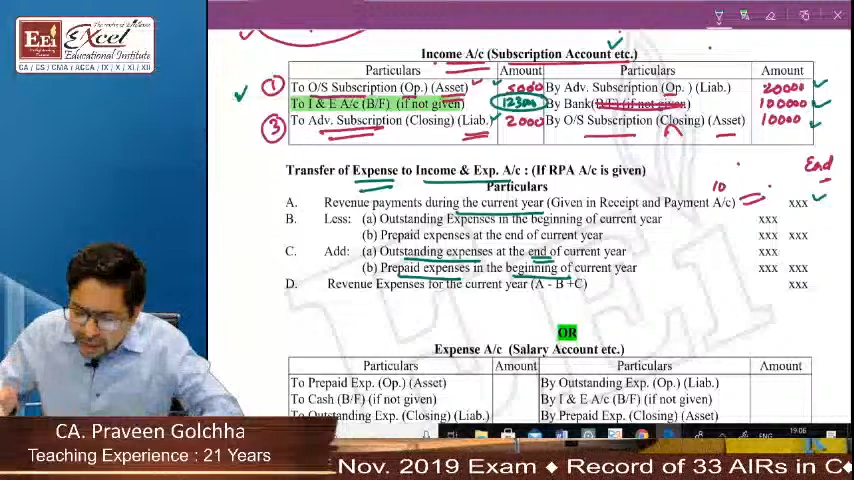 EEi
EXcel
Educational Institute
CA / CS / CMA / ACCA / IX / X / XI / XII
Income A/c (Subscription Account etc.)
Particulars Amount Particulars Amount
1 To O/S Subscription (Op.) (Asset) 5000 By Adv. Subscription (Op. ) (Liab.) 20000
To I & E A/c (B/F) (if not given) By Bank(B/F) (if not given) 100000
3 To Adv. Subscription (Closing) (Liab.) 2000 By O/S Subscription (Closing) (Asset) 10000
Transfer of Expense to Income & Exp. A/c : (If RPA A/c is given)
End
Particulars
10
A. Revenue payments during the current year (Given in Receipt and Payment A/c) xxx
B. Less: (a) Outstanding Expenses in the beginning of current year xxx
(b) Prepaid expenses at the end of current year xxx xxx
C. Add: (a) Outstanding expenses at the end of current year xxx
(b) Prepaid expenses in the beginning of current year xxx xxx
D. Revenue Expenses for the current year (A - B +C) xxx
OR
Expense A/c (Salary Account etc.)
Particulars Amount Particulars Amount
To Prepaid Exp. (Op.) (Asset) By Outstanding Exp. (Op.) (Liab.)
To Cash (B/F) (if not given) By I & E A/c (B/F) (if not given)
To Outstanding Exp. (Closing) (Liab.) By Prepaid Exp. (Closing) (Asset)
ENG 19:06
CA. Praveen Golchha
Teaching Experience : 21 Years
Nov. 2019 Exam ◆ Record of 33 AIRs in C